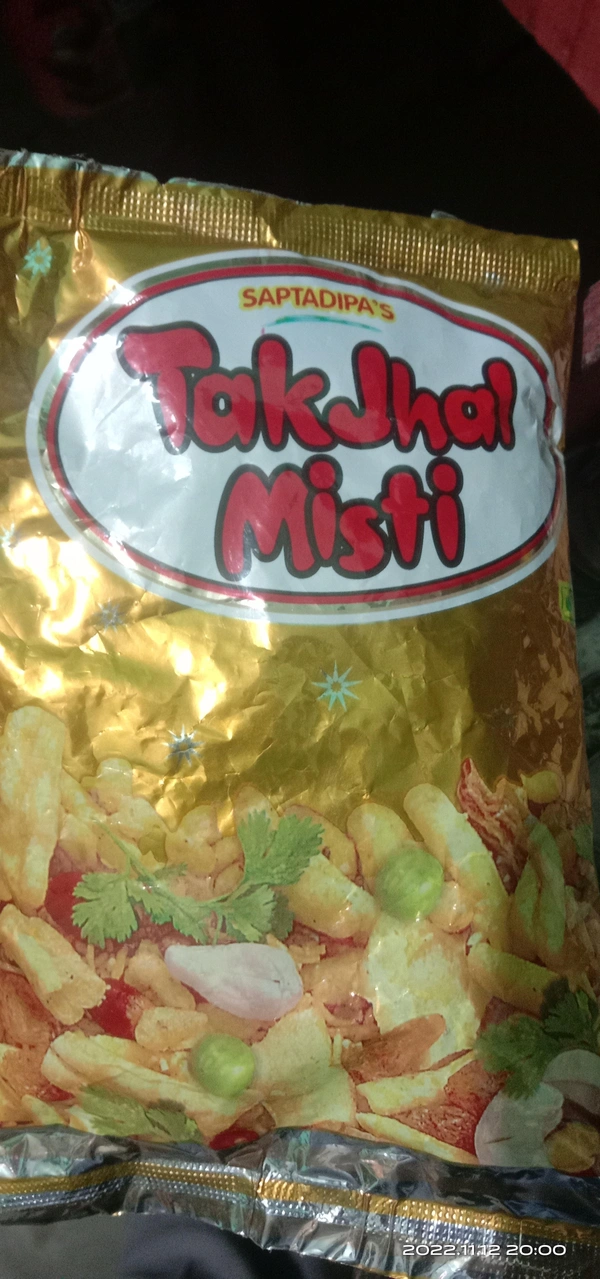 SAPTADIPA'S
TakJhal
Misti
2022.11.12 20:00